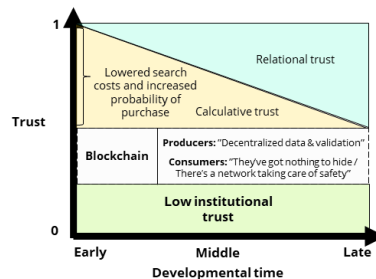 1
Relational trust
Lowered search
costs and increased
probability of
purchase
Calculative trust
Trust
Blockchain
Producers: "Decentralized data & validation"
Consumers: "They've got nothing to hide /
There's a network taking care of safety"
Low institutional
trust
0
Early
Middle
Late
Developmental time